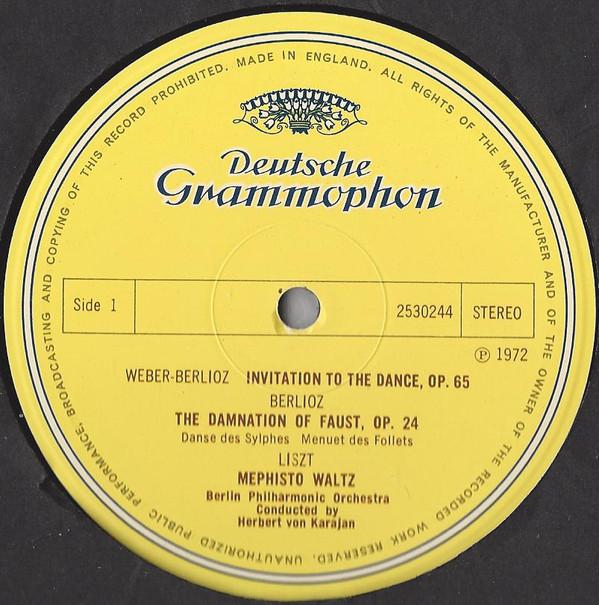 MADE IN ENGLAND. ALL RIGHTS OF THE MANUFACTURER AND OF THE OWNER OF THE RECORDED WORK RESERVED. UNAUTHORIZED PUBLIC PERFORMANCE, BROADCASTING AND COPYING OF THIS RECORD PROHIBITED.
Deutsche
Grammophon
Side 1
2530244
STEREO
Ⓟ 1972
WEBER-BERLIOZ INVITATION TO THE DANCE, OP. 65
BERLIOZ
THE DAMNATION OF FAUST, OP. 24
Danse des Sylphes Menuet des Follets
LISZT
MEPHISTO WALTZ
Berlin Philharmonic Orchestra
Conducted by
Herbert von Karajan